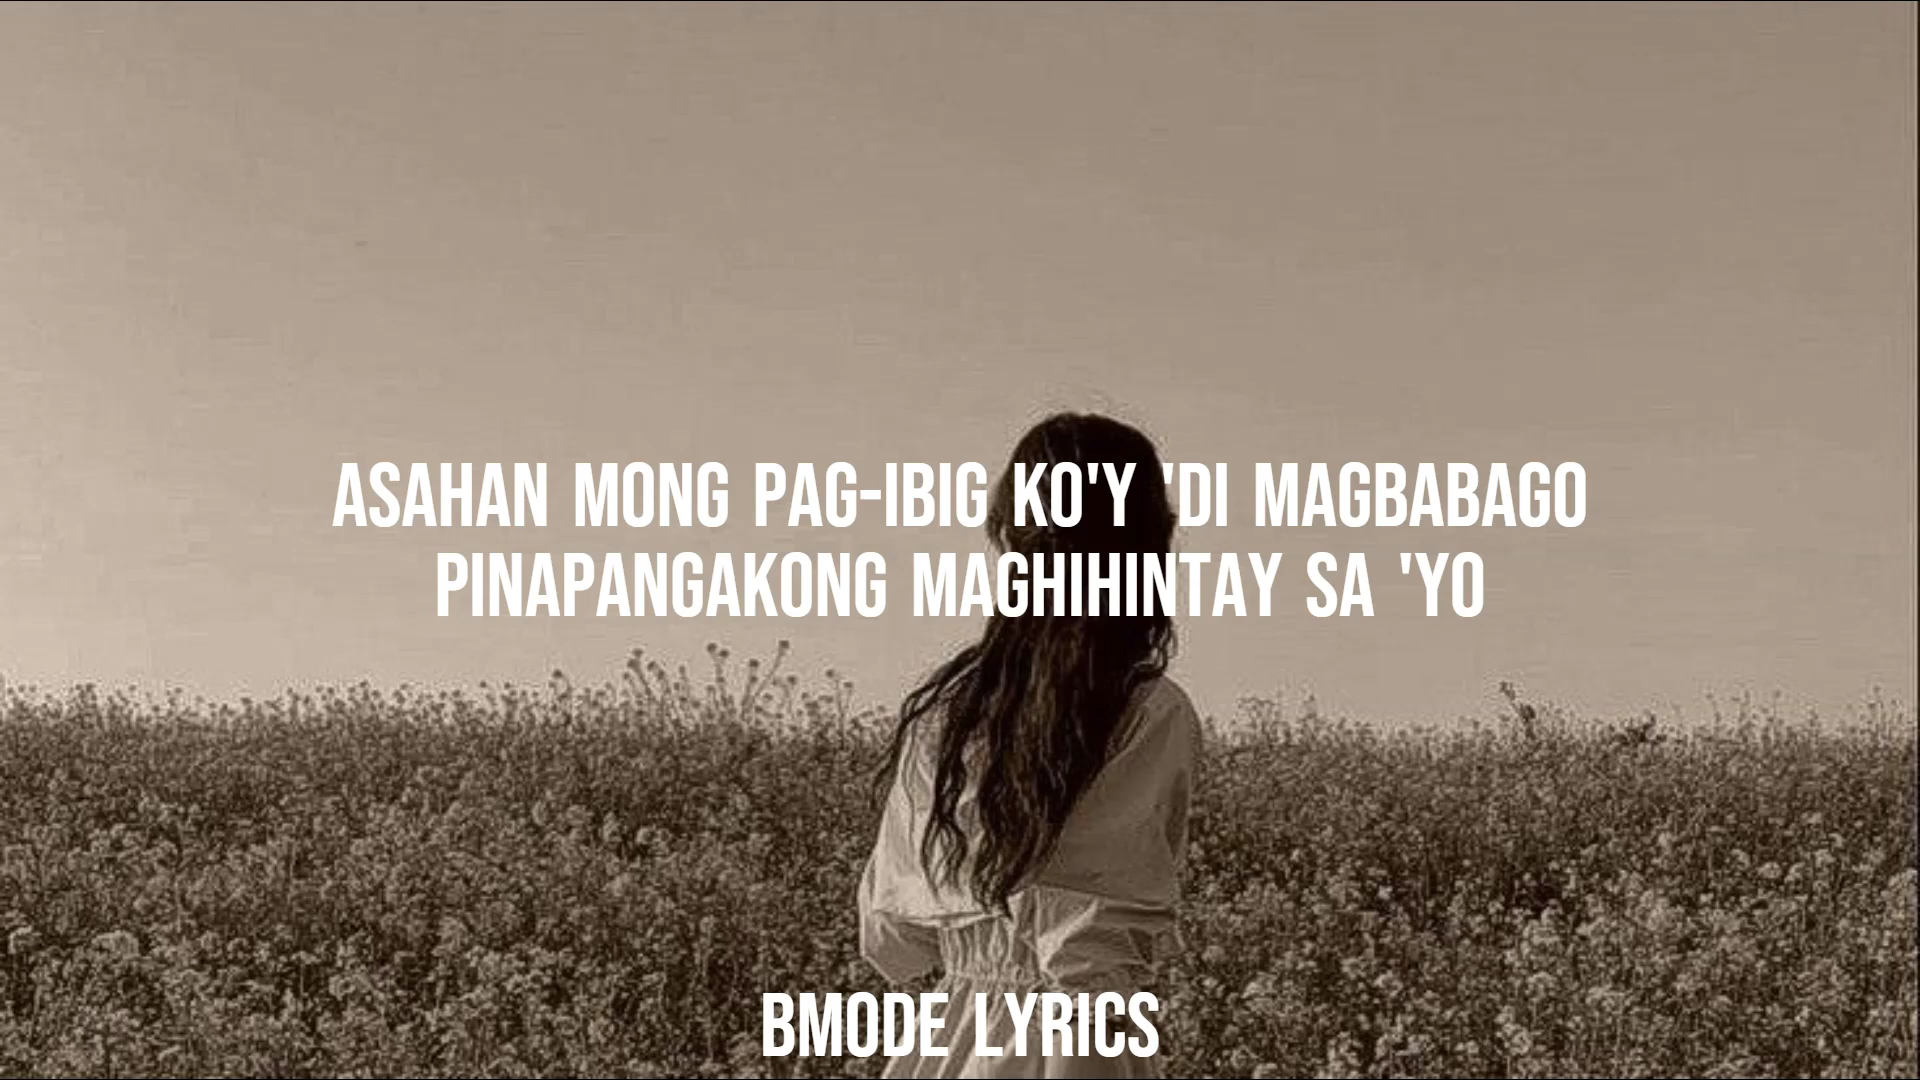 ASAHAN MONG PAG-IBIG KO'Y 'DI MAGBABAGO
PINAPANGAKONG MAGHIHINTAY SA 'YO
BMODE LYRICS